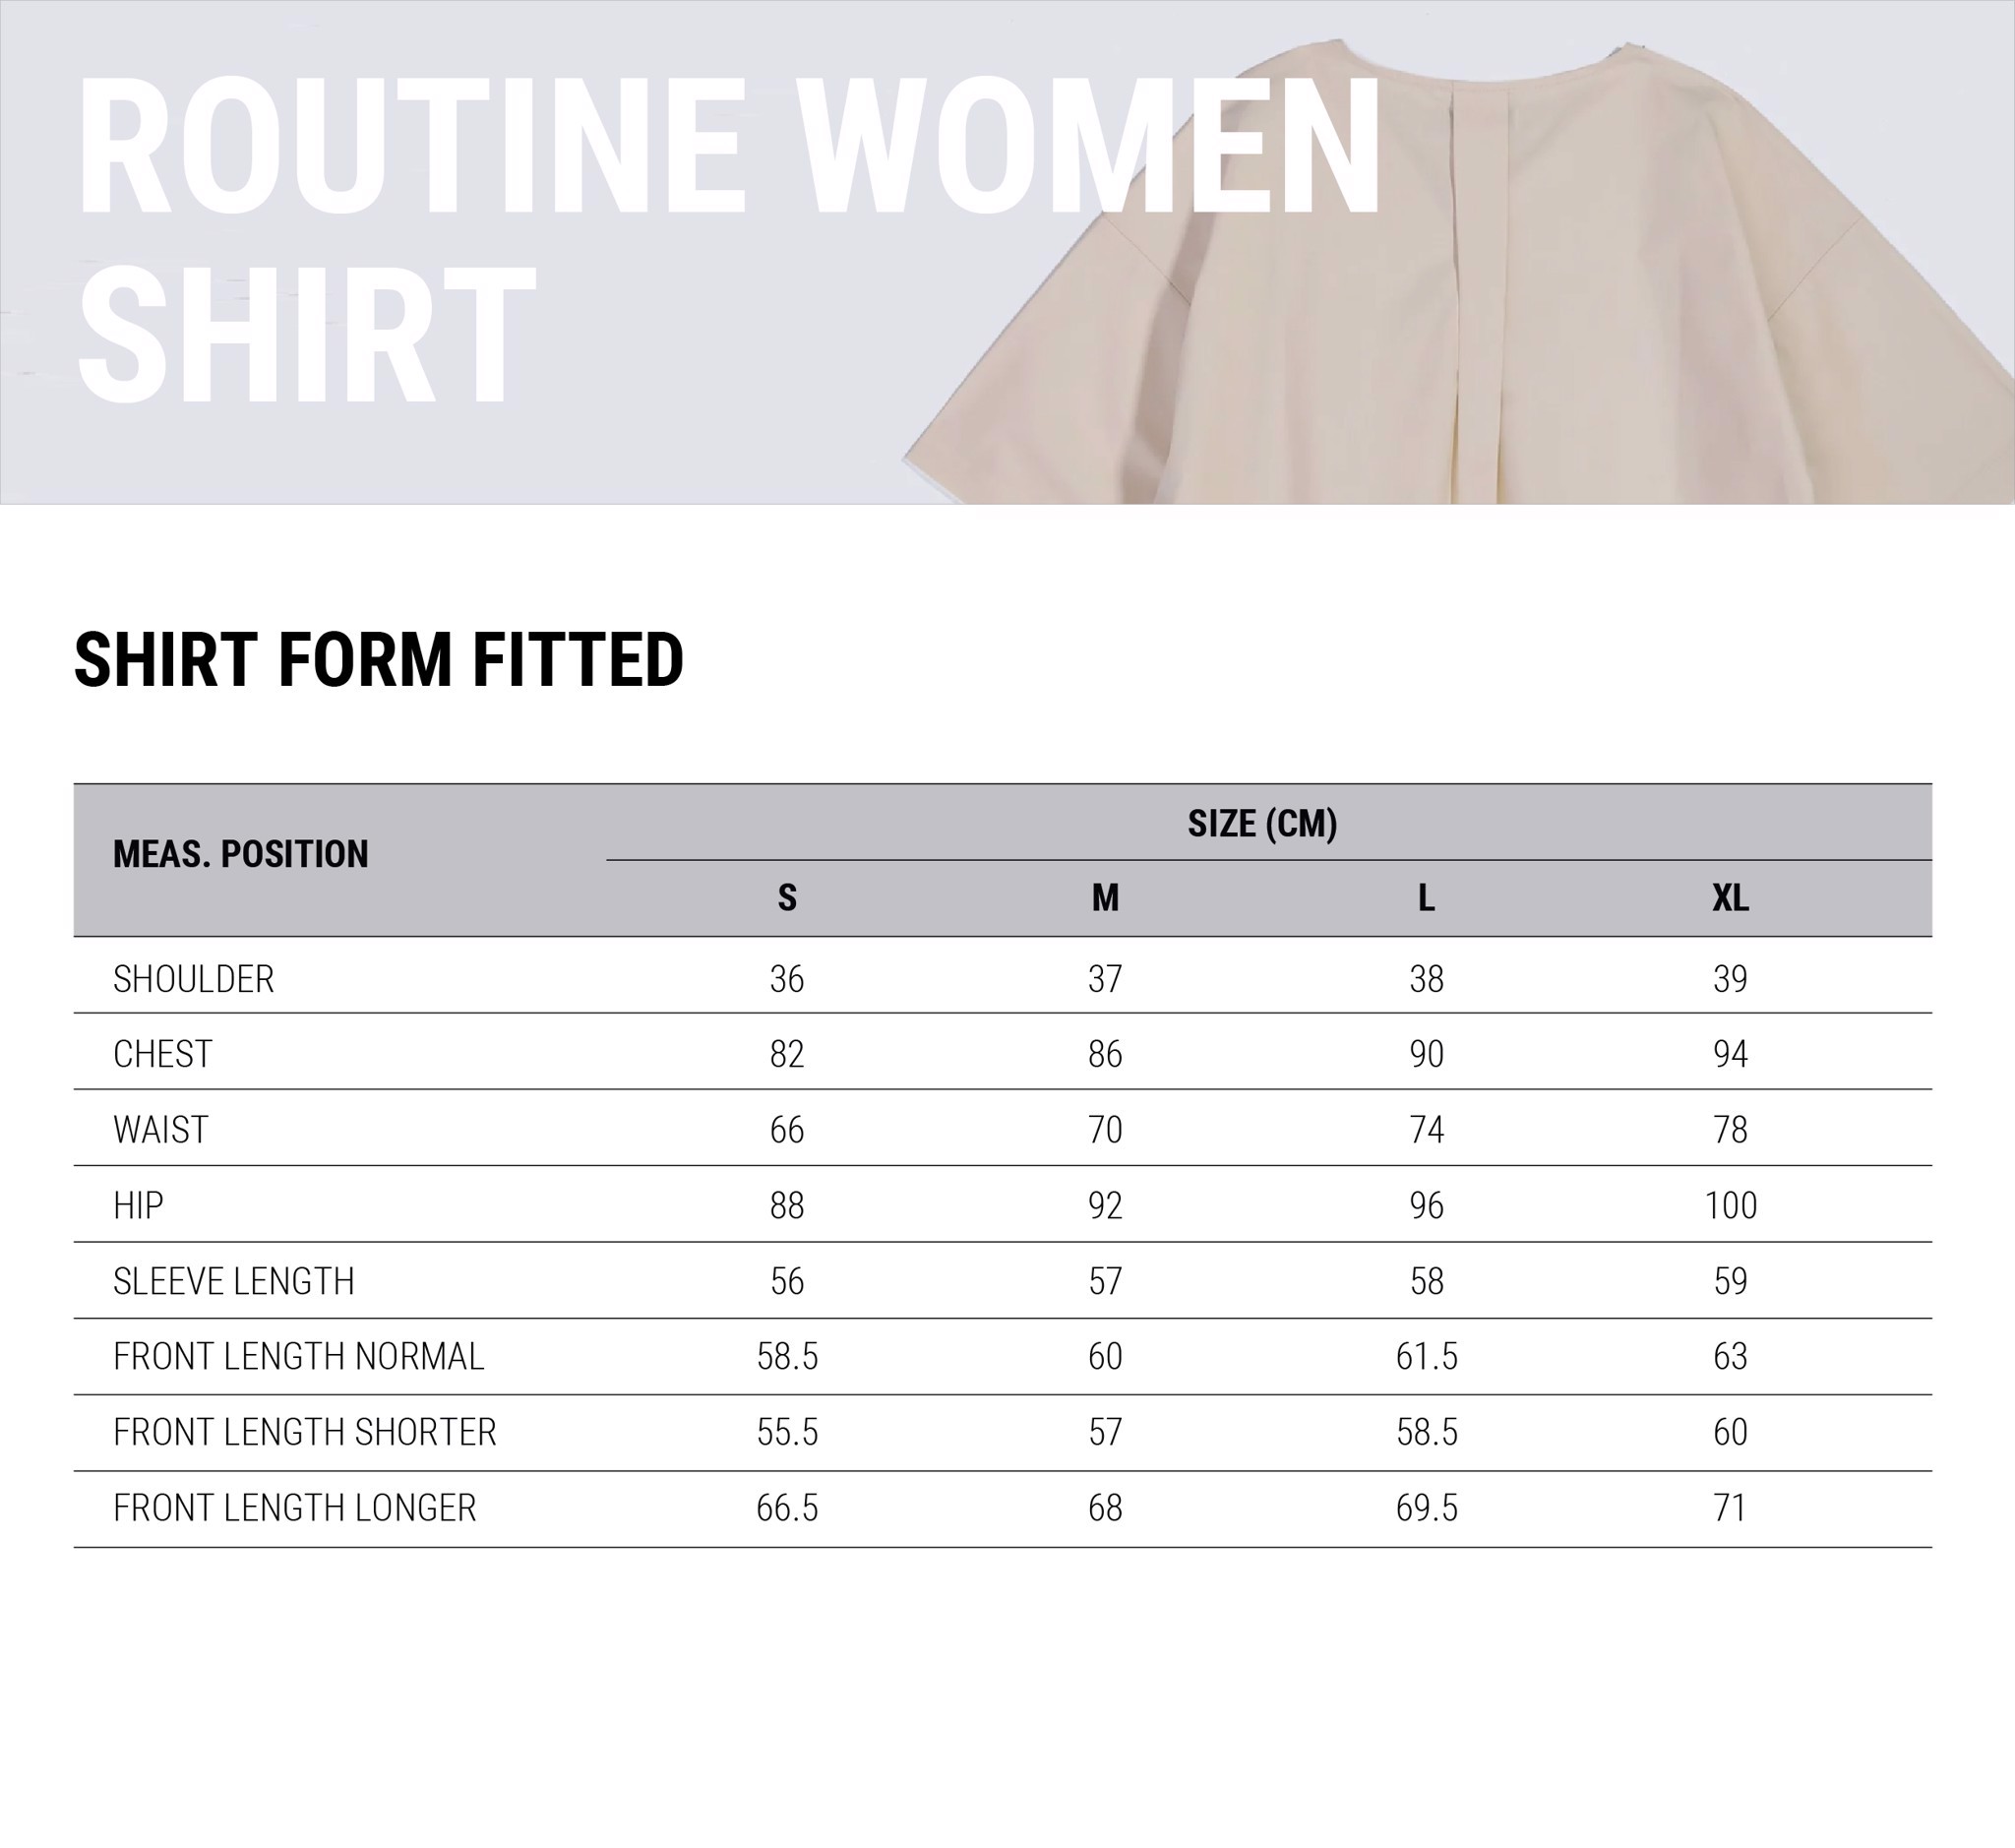 ROUTINE WOMEN
SHIRT
SHIRT FORM FITTED
MEAS. POSITION
SIZE (CM)
S M L XL
SHOULDER 36 37 38 39
CHEST 82 86 90 94
WAIST 66 70 74 78
HIP 88 92 96 100
SLEEVE LENGTH 56 57 58 59
FRONT LENGTH NORMAL 58.5 60 61.5 63
FRONT LENGTH SHORTER 55.5 57 58.5 60
FRONT LENGTH LONGER 66.5 68 69.5 71